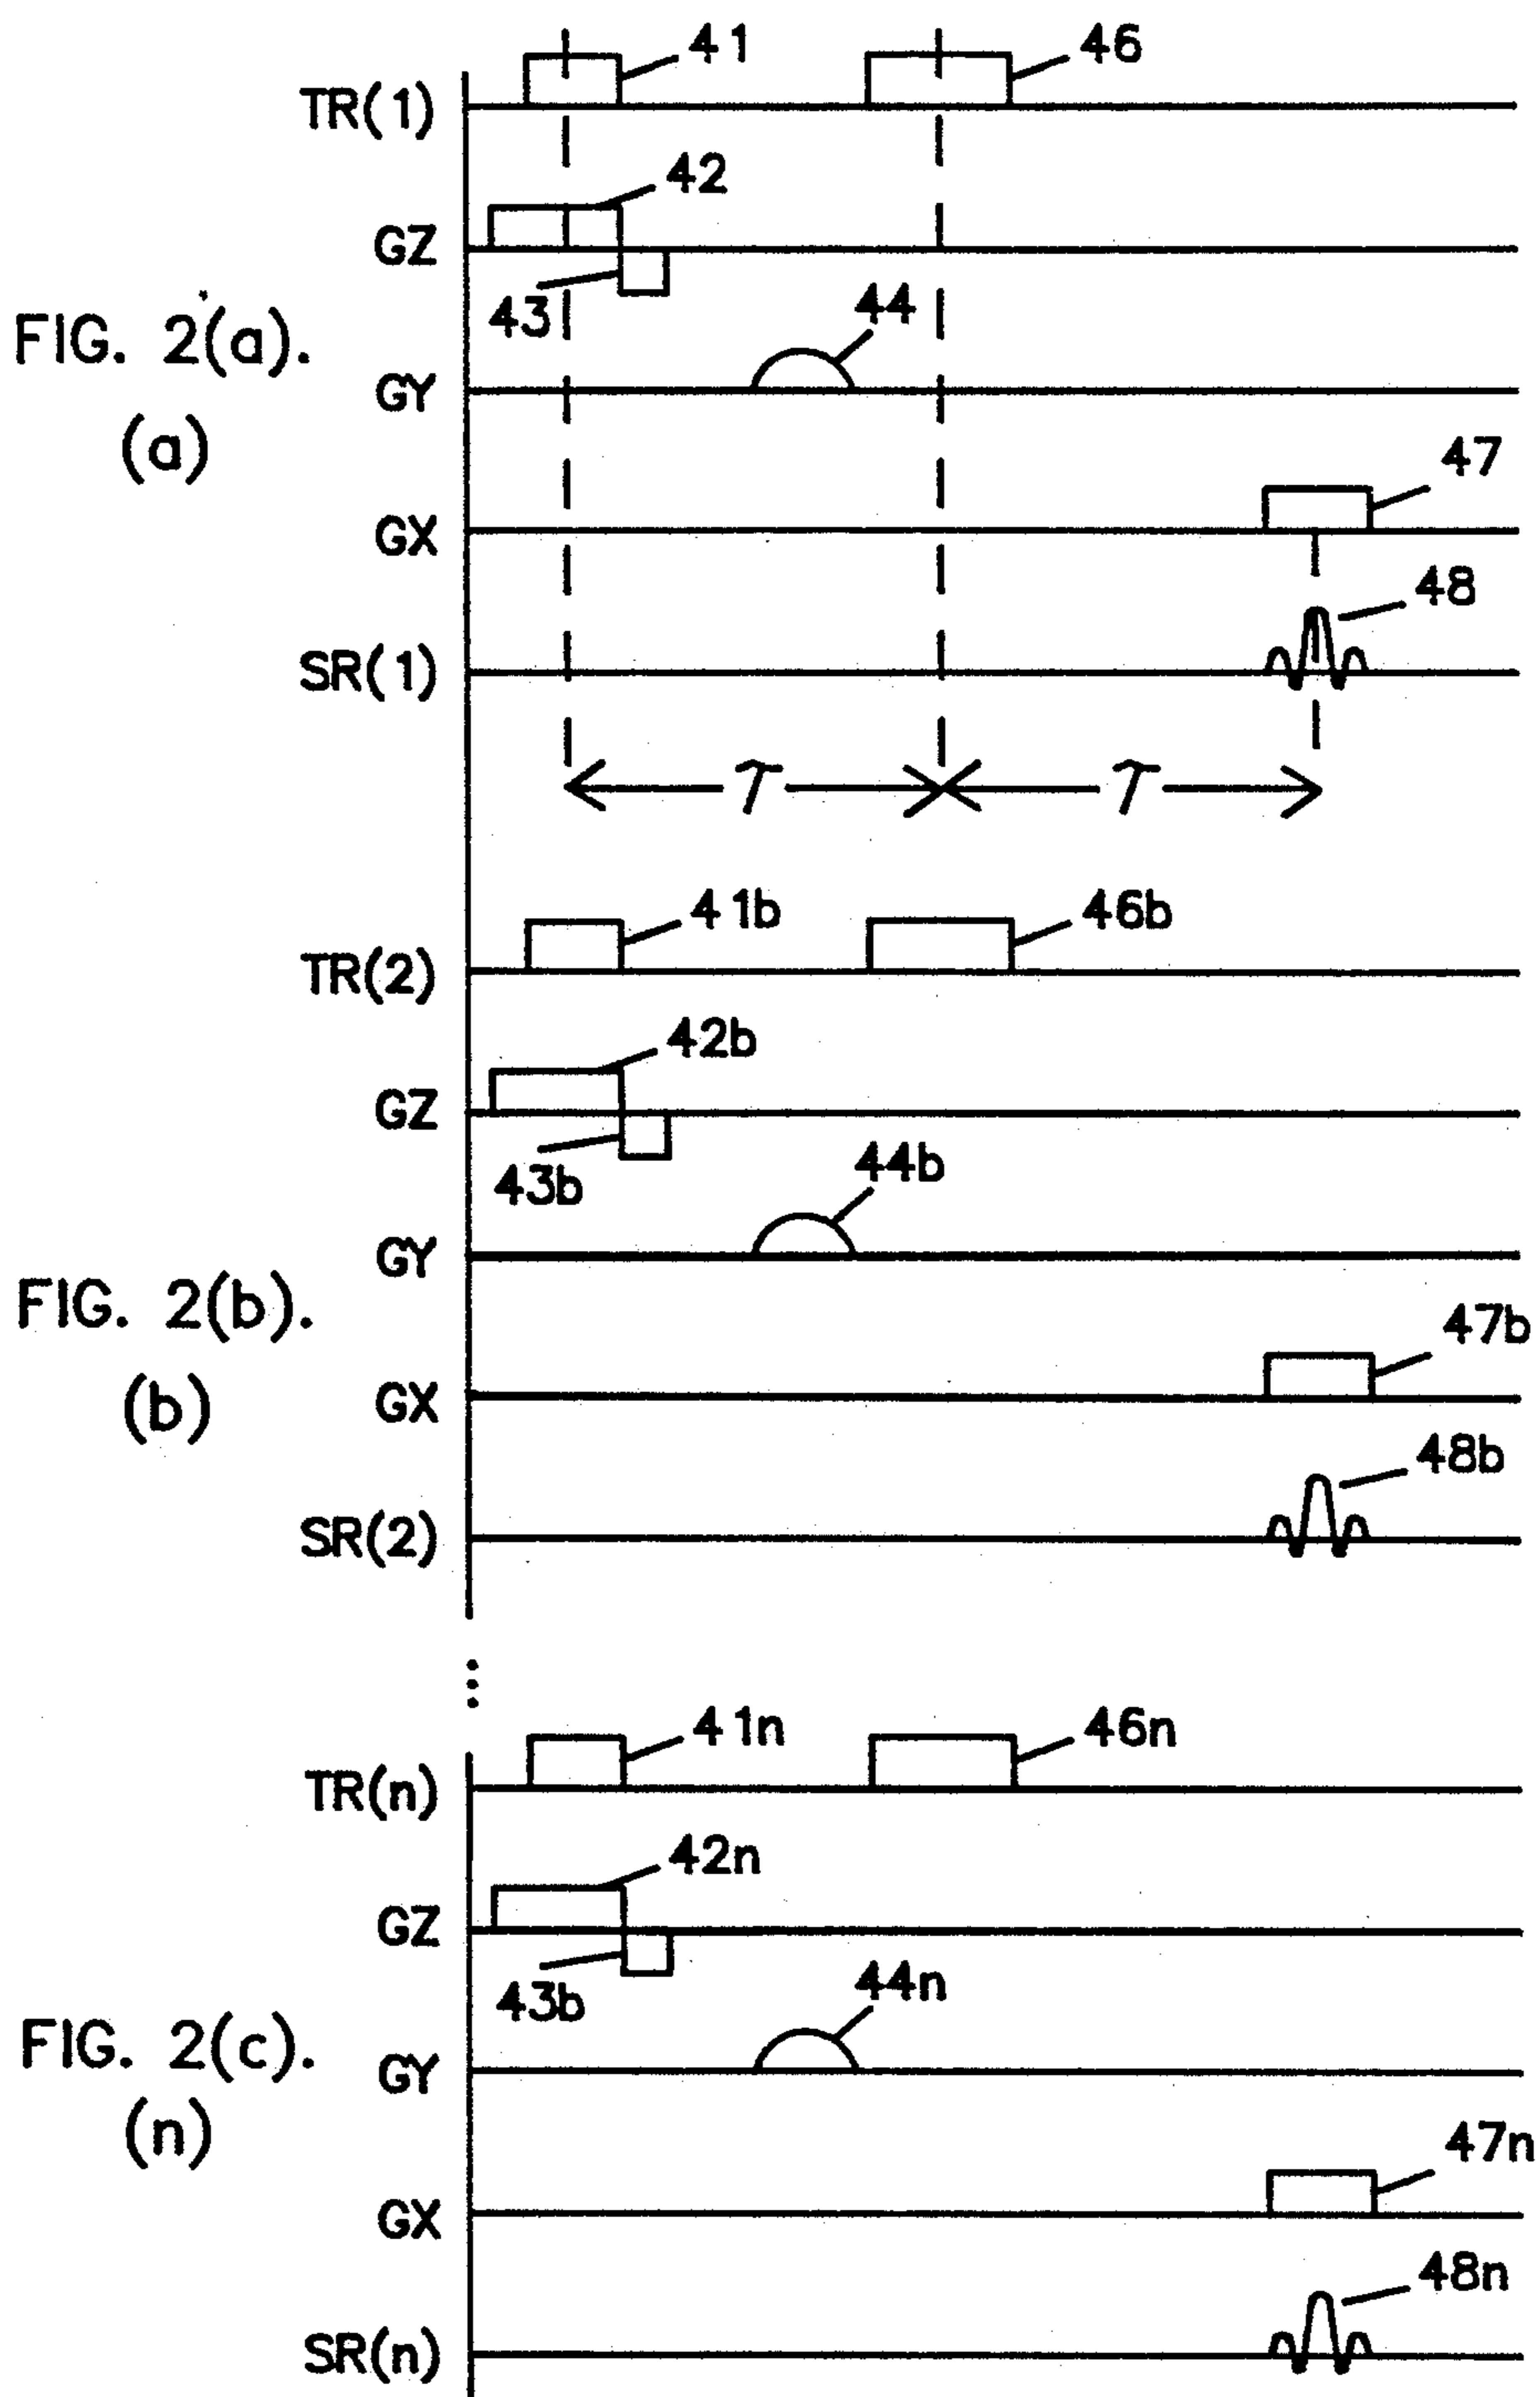 41
46
TR(1)
42
GZ
43
44
FIG. 2(a).
GY
(a)
47
GX
48
SR(1)
τ
τ
41b
46b
TR(2)
42b
GZ
43b
44b
GY
FIG. 2(b).
47b
(b)
GX
48b
SR(2)
41n
46n
TR(n)
42n
GZ
43b
44n
FIG. 2(c).
GY
(n)
47n
GX
48n
SR(n)